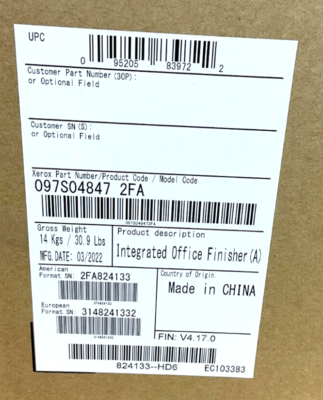 UPC
0 95205 83972 2
Customer Part Number (30P):
or Optional Field
Customer SN (S):
or Optional Field
Xerox Part Number/Product Code / Model Code
097S04847 2FA
097S048472FA
Gross Weight
14 Kgs / 30.9 Lbs
MFG. DATE: 03/2022
Product description
Integrated Office Finisher(A)
American
Format SN: 2FA824133
Country of Origin
Made in CHINA
European
Format SN: 3148241332
FIN: V4.17.0
824133--HD6
EC103383